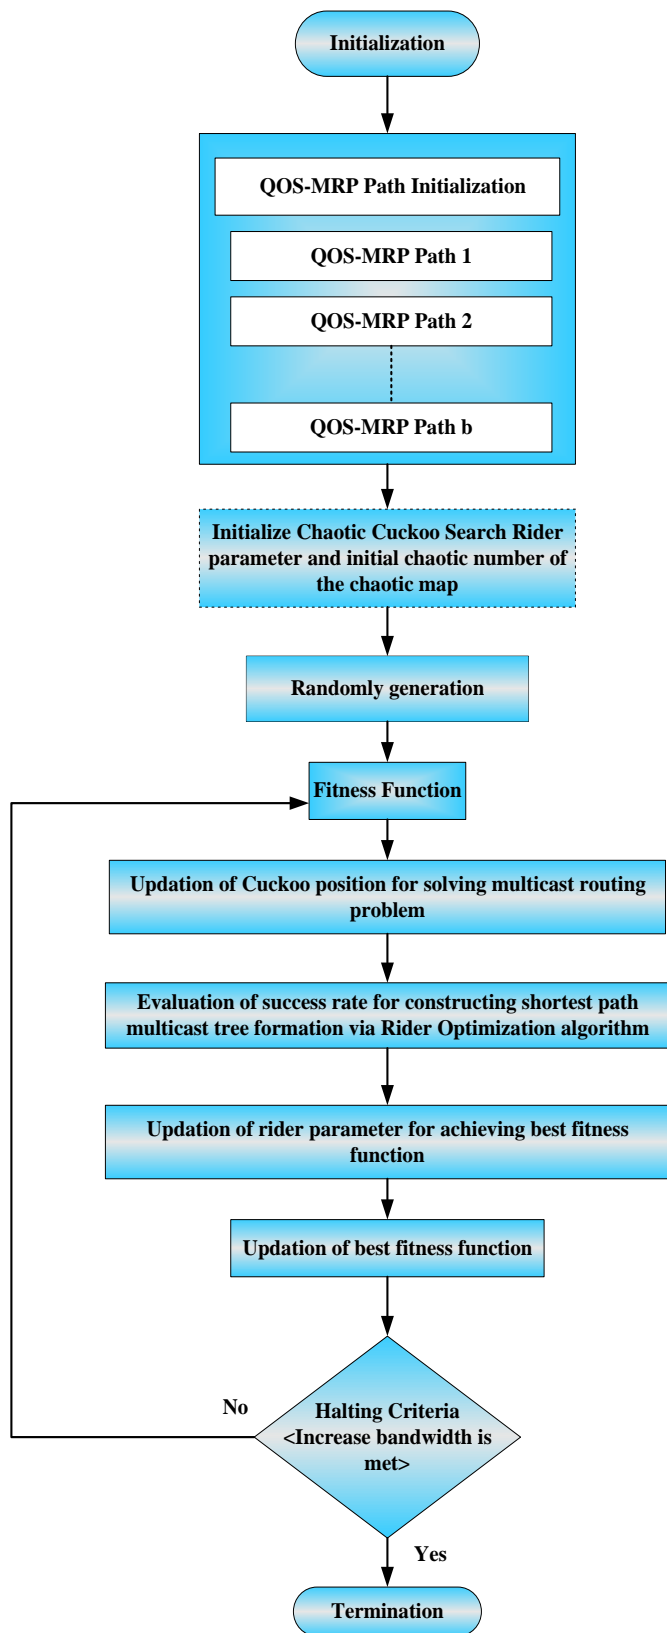 Initialization
QOS-MRP Path Initialization
QOS-MRP Path 1
QOS-MRP Path 2
QOS-MRP Path b
Initialize Chaotic Cuckoo Search Rider
parameter and initial chaotic number of
the chaotic map
Randomly generation
Fitness Function
Updation of Cuckoo position for solving multicast routing
problem
Evaluation of success rate for constructing shortest path
multicast tree formation via Rider Optimization algorithm
Updation of rider parameter for achieving best fitness
function
Updation of best fitness function
No
Halting Criteria
<Increase bandwidth is
met>
Yes
Termination